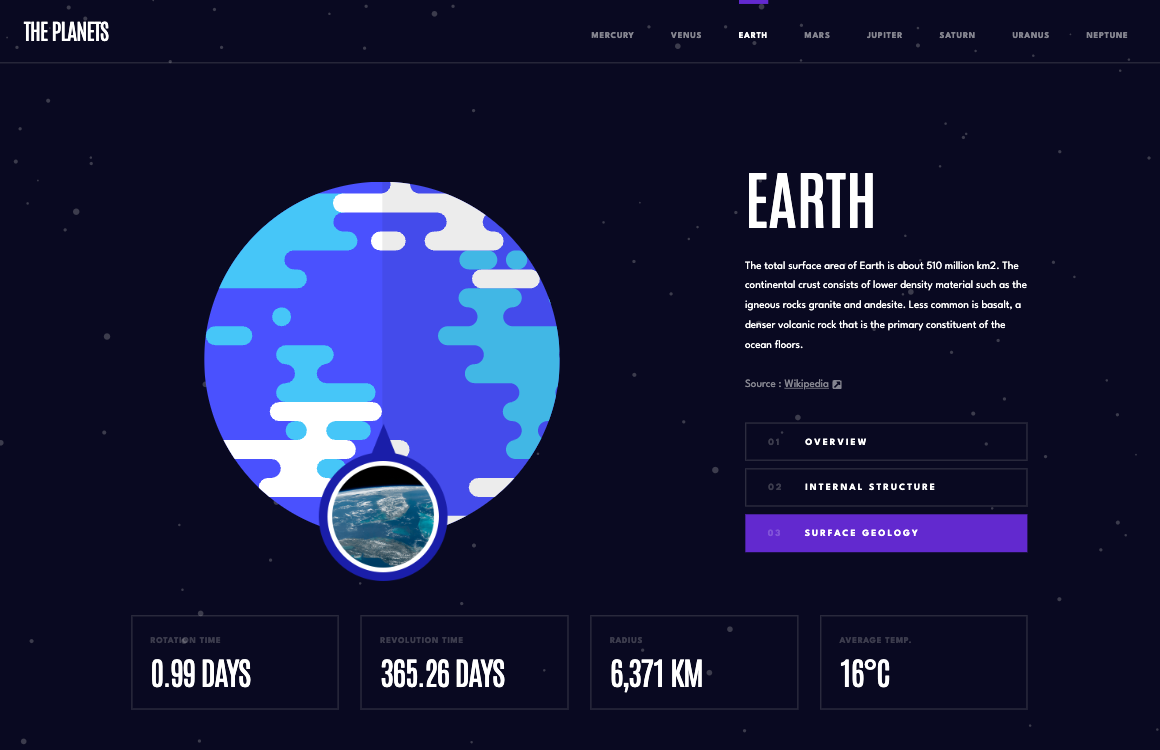 THE PLANETS
MERCURY VENUS EARTH MARS JUPITER SATURN URANUS NEPTUNE
EARTH
The total surface area of Earth is about 510 million km2. The
continental crust consists of lower density material such as the
igneous rocks granite and andesite. Less common is basalt, a
denser volcanic rock that is the primary constituent of the
ocean floors.
Source : Wikipedia
01 OVERVIEW
02 INTERNAL STRUCTURE
03 SURFACE GEOLOGY
ROTATION TIME
0.99 DAYS
REVOLUTION TIME
365.26 DAYS
RADIUS
6,371 KM
AVERAGE TEMP.
16°C